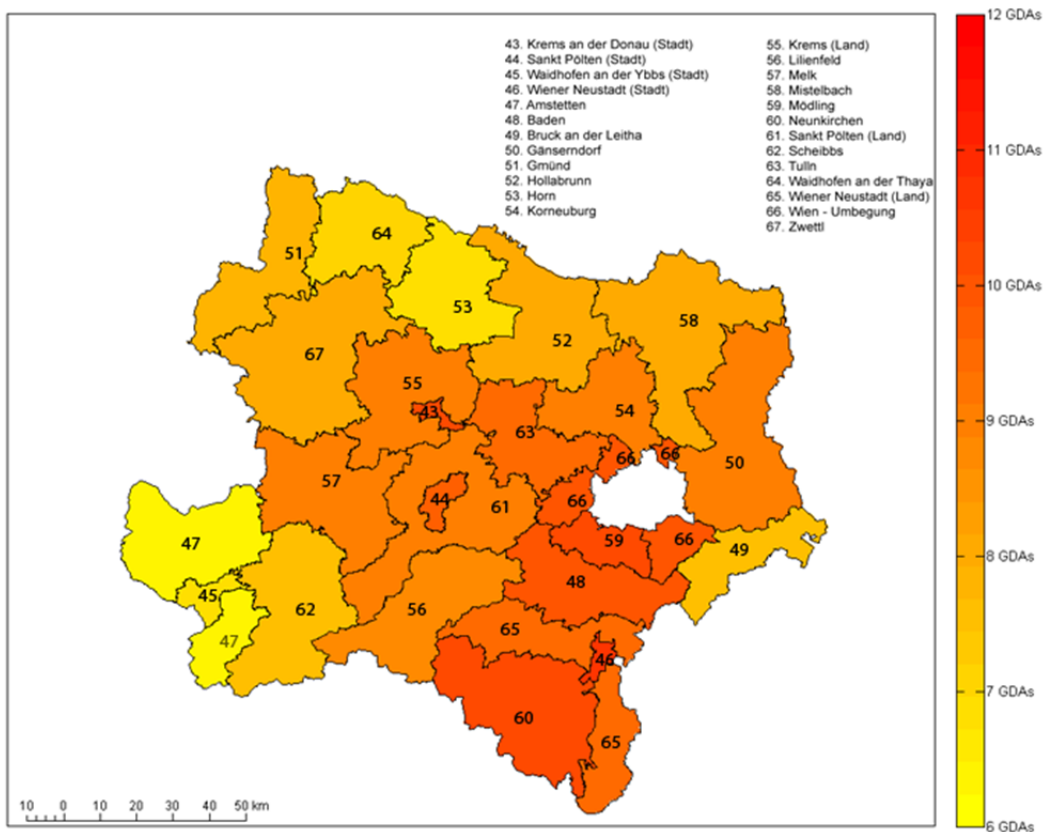 43. Krems an der Donau (Stadt)
44. Sankt Pölten (Stadt)
45. Waidhofen an der Ybbs (Stadt)
46. Wiener Neustadt (Stadt)
47. Amstetten
48. Baden
49. Bruck an der Leitha
50. Gänserndorf
51. Gmünd
52. Hollabrunn
53. Horn
54. Korneuburg
55. Krems (Land)
56. Lilienfeld
57. Melk
58. Mistelbach
59. Mödling
60. Neunkirchen
61. Sankt Pölten (Land)
62. Scheibbs
63. Tulln
64. Waidhofen an der Thaya
65. Wiener Neustadt (Land)
66. Wien - Umbegung
67. Zwettl
12 GDAs
11 GDAs
10 GDAs
9 GDAs
8 GDAs
7 GDAs
6 GDAs
64
51
53
58
52
67
55
43
54
63
66
66
50
57
44
61
66
47
59
66
49
48
45
62
56
47
65
46
60
65
10 0 10 20 30 40 50 km